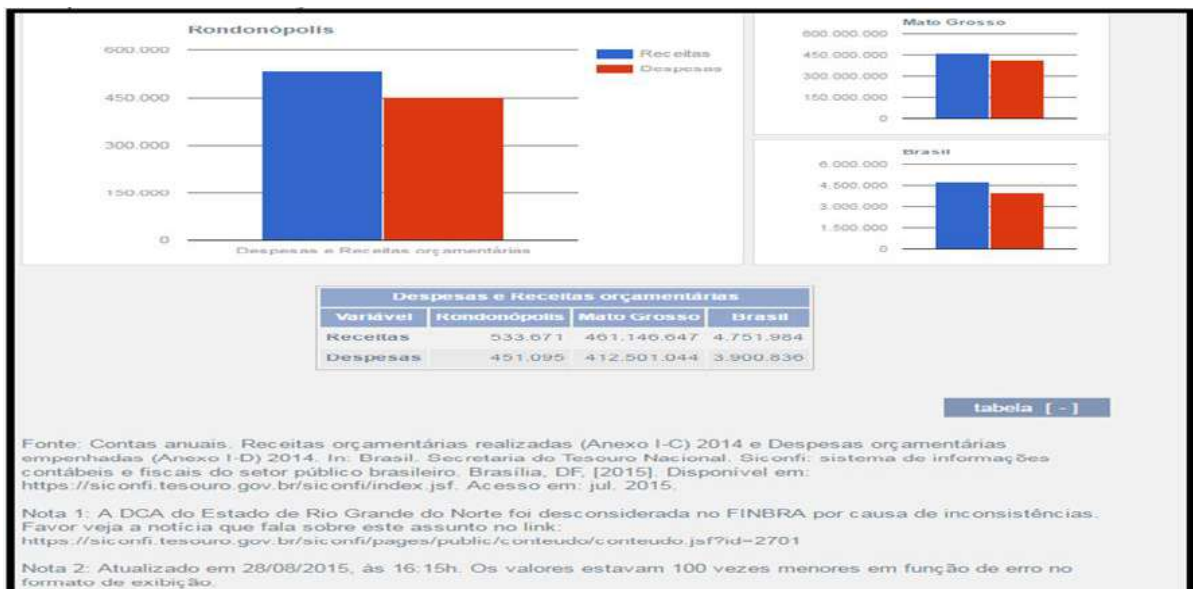 Rondonópolis
600.000
450.000
300.000
150.000
0
Despesas e Receitas orçamentárias
Receitas
Despesas
Mato Grosso
600.000.000
450.000.000
300.000.000
150.000.000
0
Brasil
6.000.000
4.500.000
3.000.000
1.500.000
0
Despesas e Receitas orçamentárias
Variável Rondonópolis Mato Grosso Brasil
Receitas 533.671 461.146.647 4.751.984
Despesas 451.095 412.501.044 3.900.836
tabela [ - ]
Fonte: Contas anuais. Receitas orçamentárias realizadas (Anexo I-C) 2014 e Despesas orçamentárias
empenhadas (Anexo I-D) 2014. In: Brasil. Secretaria do Tesouro Nacional. Siconfi: sistema de informações
contábeis e fiscais do setor público brasileiro. Brasília, DF, [2015]. Disponível em:
https://siconfi.tesouro.gov.br/siconfi/index.jsf. Acesso em: jul. 2015.
Nota 1: A DCA do Estado de Rio Grande do Norte foi desconsiderada no FINBRA por causa de inconsistências.
Favor veja a notícia que fala sobre este assunto no link:
https://siconfi.tesouro.gov.br/siconfi/pages/public/conteudo/conteudo.jsf?id=2701
Nota 2: Atualizado em 28/08/2015, às 16:15h. Os valores estavam 100 vezes menores em função de erro no
formato de exibição.